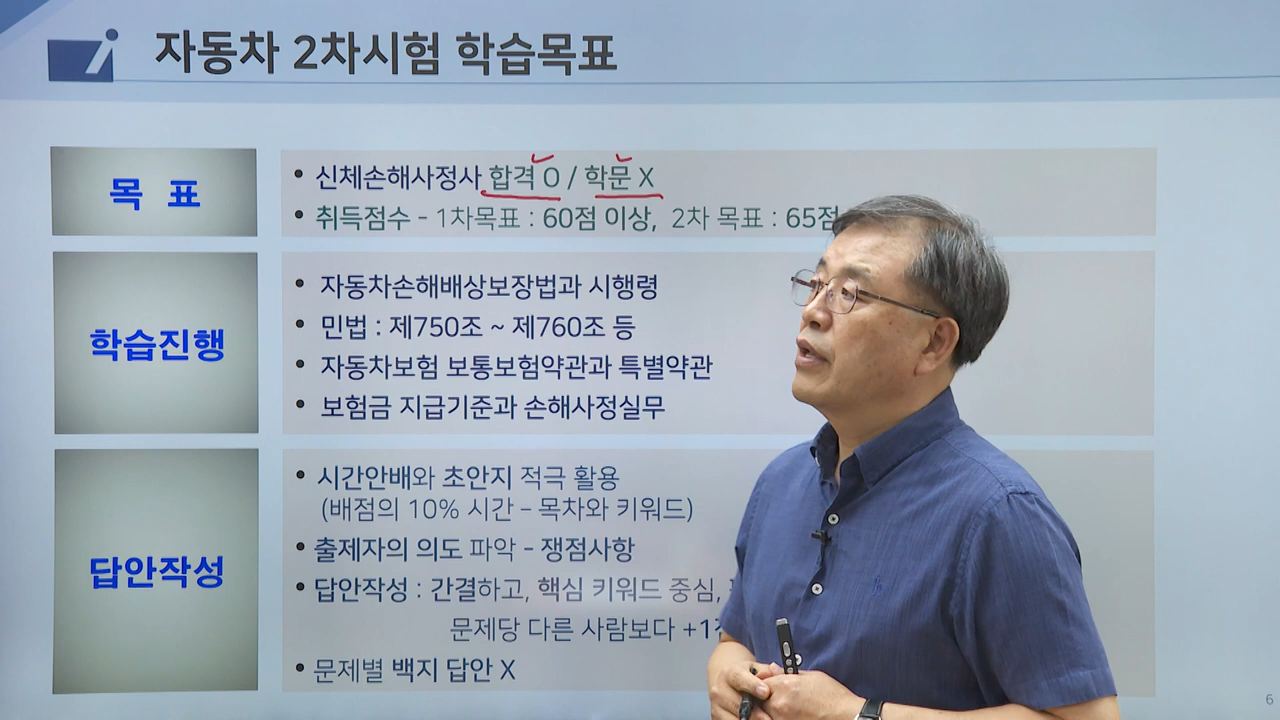 자동차 2차시험 학습목표
목 표
• 신체손해사정사 합격 O / 학문 X
• 취득점수 - 1차목표 : 60점 이상, 2차 목표 : 65점
학습진행
• 자동차손해배상보장법과 시행령
• 민법 : 제750조 ~ 제760조 등
• 자동차보험 보통보험약관과 특별약관
• 보험금 지급기준과 손해사정실무
답안작성
• 시간안배와 초안지 적극 활용
(배점의 10% 시간 - 목차와 키워드)
• 출제자의 의도 파악 - 쟁점사항
• 답안작성 : 간결하고, 핵심 키워드 중심,
문제당 다른 사람보다 +1
• 문제별 백지 답안 X
6